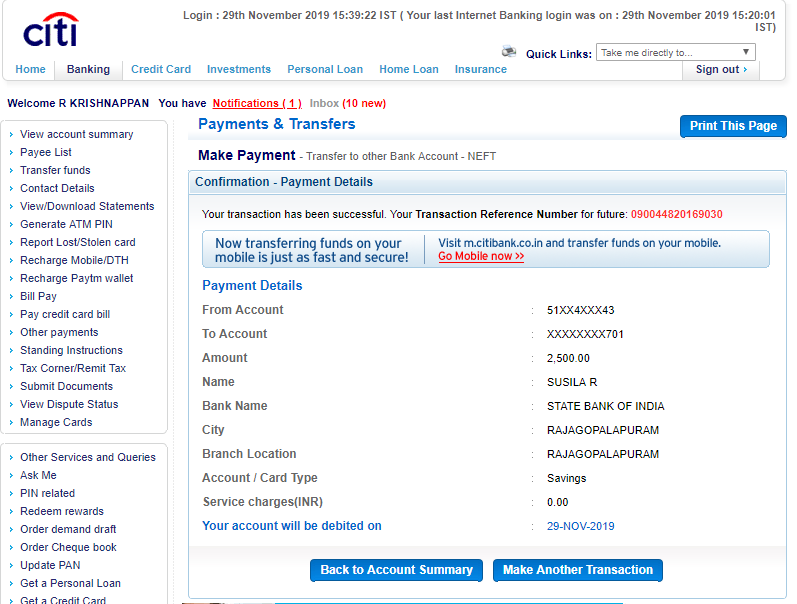 Login : 29th November 2019 15:39:22 IST ( Your last Internet Banking login was on : 29th November 2019 15:20:01
IST)
citi
Quick Links: Take me directly to...
Home Banking Credit Card Investments Personal Loan Home Loan Insurance Sign out ›
Welcome R KRISHNAPPAN You have Notifications ( 1 ) Inbox (10 new)
View account summary
Payee List
Transfer funds
Contact Details
View/Download Statements
Generate ATM PIN
Report Lost/Stolen card
Recharge Mobile/DTH
Recharge Paytm wallet
Bill Pay
Pay credit card bill
Other payments
Standing Instructions
Tax Corner/Remit Tax
Submit Documents
View Dispute Status
Manage Cards
Other Services and Queries
Ask Me
PIN related
Redeem rewards
Order demand draft
Order Cheque book
Update PAN
Get a Personal Loan
Get a Credit Card
Payments & Transfers
Print This Page
Make Payment - Transfer to other Bank Account - NEFT
Confirmation - Payment Details
Your transaction has been successful. Your Transaction Reference Number for future: 090044820169030
Now transferring funds on your
mobile is just as fast and secure!
Visit m.citibank.co.in and transfer funds on your mobile.
Go Mobile now >>
Payment Details
From Account : 51XX4XXX43
To Account : XXXXXXXX701
Amount : 2,500.00
Name : SUSILA R
Bank Name : STATE BANK OF INDIA
City : RAJAGOPALAPURAM
Branch Location : RAJAGOPALAPURAM
Account / Card Type : Savings
Service charges(INR) : 0.00
Your account will be debited on : 29-NOV-2019
Back to Account Summary
Make Another Transaction